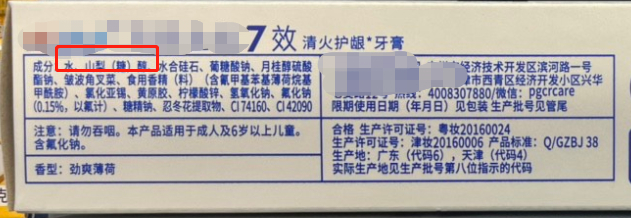 7效 清火护龈*牙膏
成分：水、山梨（糖）醇、水合硅石、葡糖酸钠、月桂醇硫酸
酯钠、皱波角叉菜、食用香精（料）（含氰甲基苯基薄荷烷
甲酰胺）、氯化亚锡、黄原胶、柠檬酸锌、氢氧化钠、氟化钠
(0.15%，以氟计)、糖精钠、忍冬花提取物、CI 74160、CI 42090
注意：请勿吞咽。本产品适用于成人及6岁以上儿童。
含氟化钠。
香型：劲爽薄荷
经济技术开发区滨河路一号
津市西青区经济开发区小区兴华
4008307880/微信：pgcrcare
限期使用日期（年月日）见包装 生产批号见管尾
合格 生产许可证号：粤妆20160024
生产许可证号：津妆20160006 产品标准：Q/GZBJ 38
产地：广东（代码6），天津（代码4）
实际生产地见生产批号第八位指示的代码